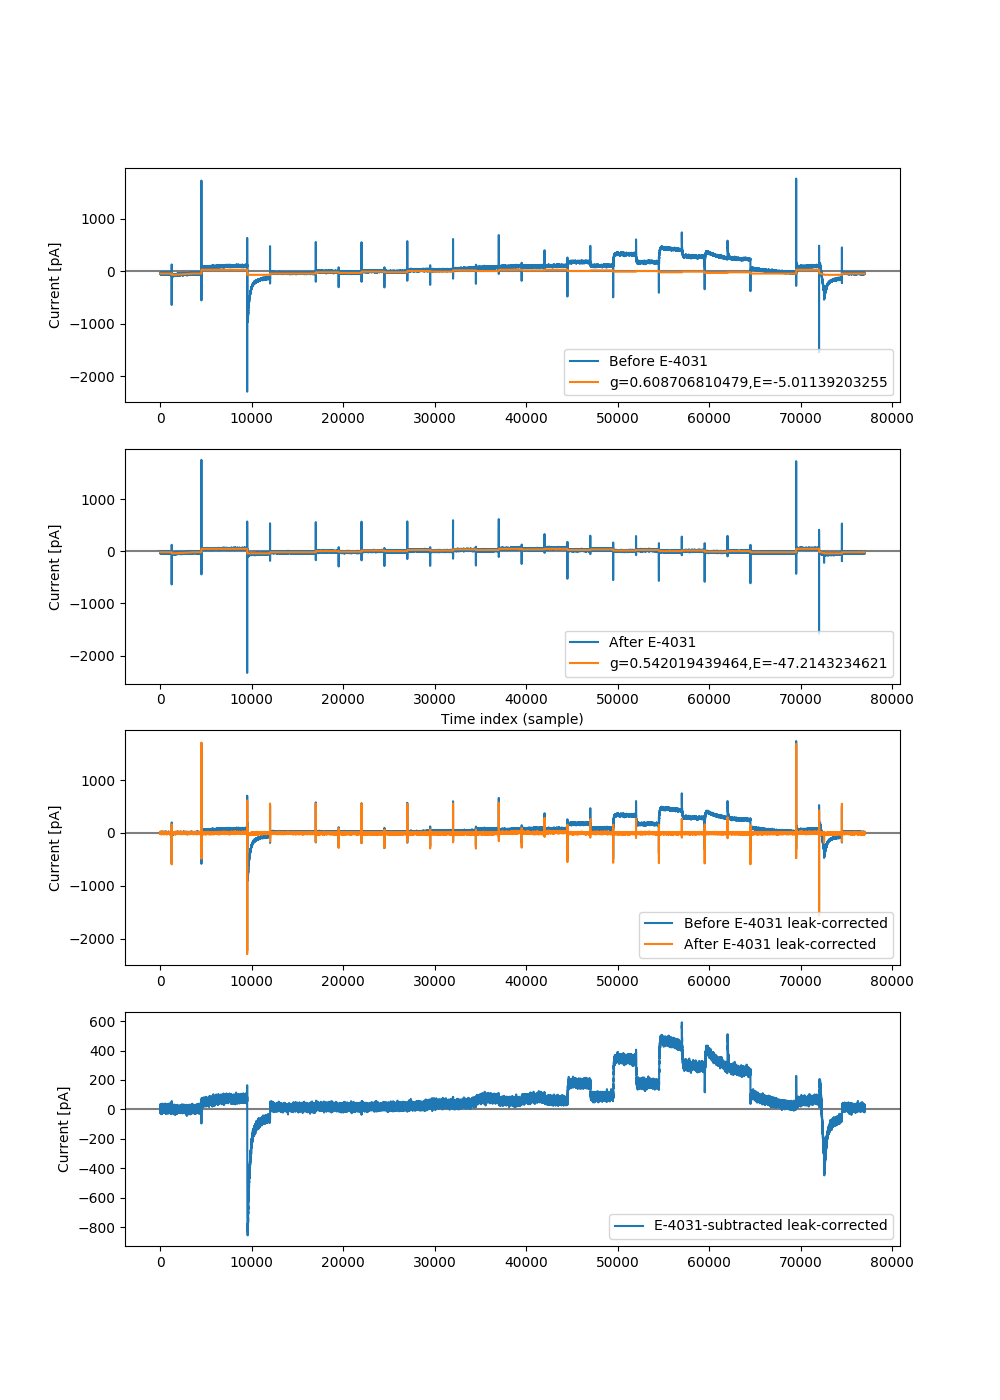 1000
0
−1000
−2000
Current [pA]
Before E-4031
g=0.608706810479,E=-5.01139203255
0 10000 20000 30000 40000 50000 60000 70000 80000
1000
0
−1000
−2000
Current [pA]
After E-4031
g=0.542019439464,E=-47.2143234621
0 10000 20000 30000 40000 50000 60000 70000 80000
Time index (sample)
1000
0
−1000
−2000
Current [pA]
Before E-4031 leak-corrected
After E-4031 leak-corrected
0 10000 20000 30000 40000 50000 60000 70000 80000
600
400
200
0
−200
−400
−600
−800
Current [pA]
E-4031-subtracted leak-corrected
0 10000 20000 30000 40000 50000 60000 70000 80000